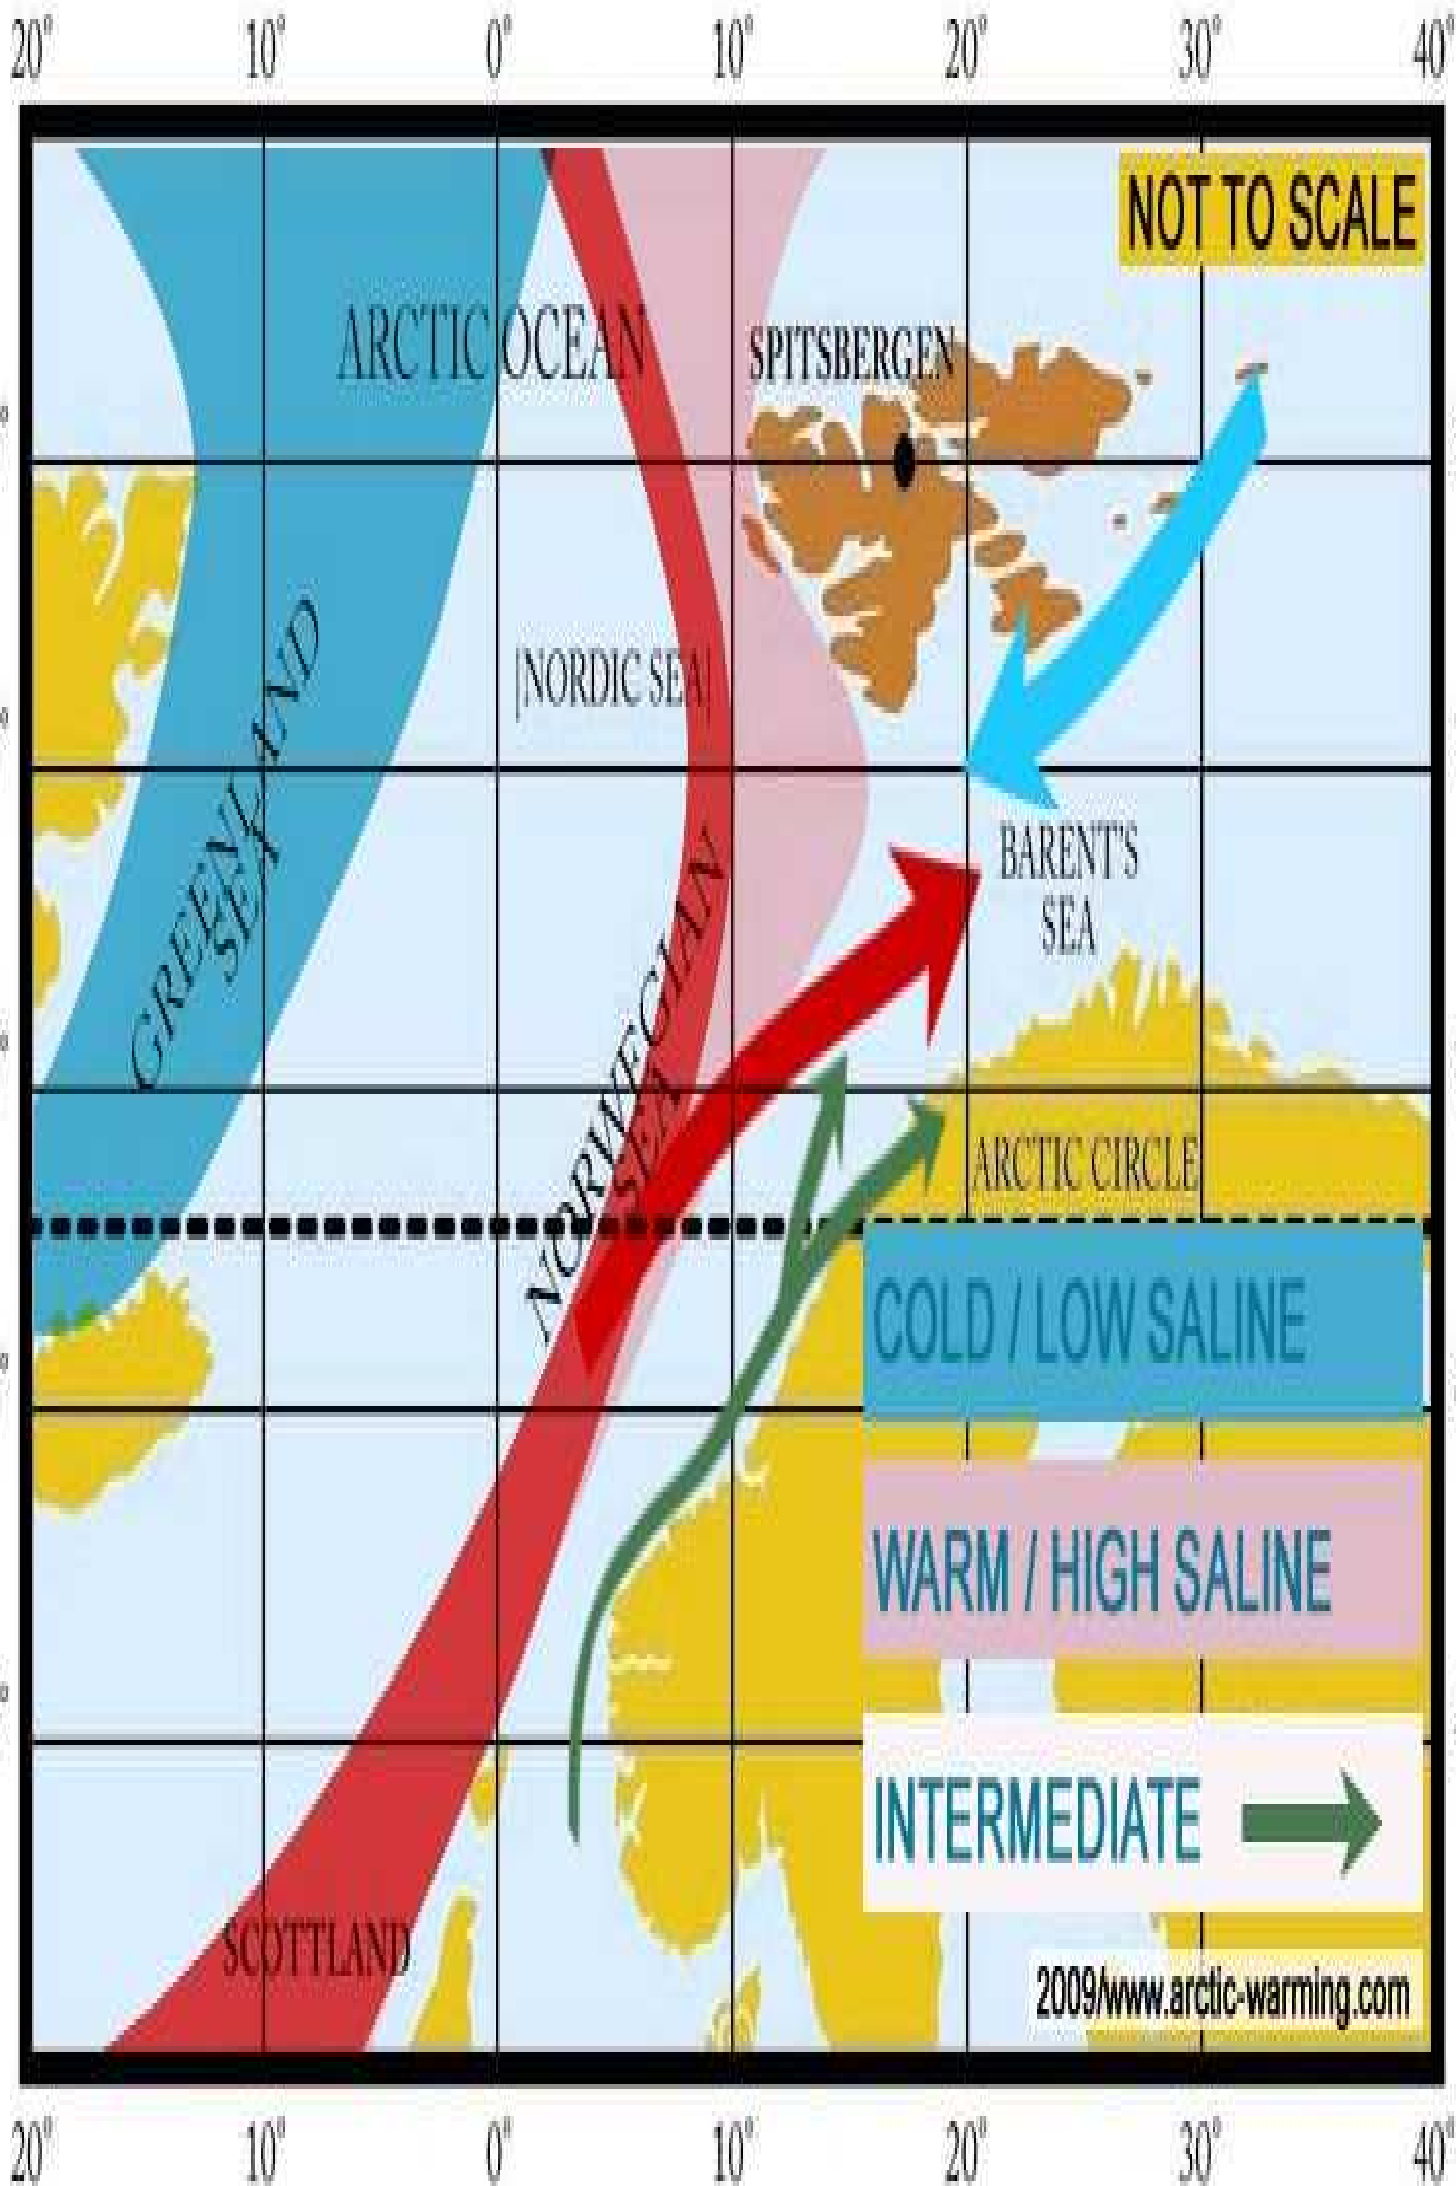 20° 10° 0° 10° 20° 30° 40°
NOT TO SCALE
ARCTIC OCEAN
SPITSBERGEN
GREENLAND
SEA
|NORDIC SEA|
BARENT'S
SEA
NORWEGIAN
SEA
ARCTIC CIRCLE
COLD / LOW SALINE
WARM / HIGH SALINE
INTERMEDIATE
SCOTTLAND
2009/www.arctic-warming.com
20° 10° 0° 10° 20° 30° 40°